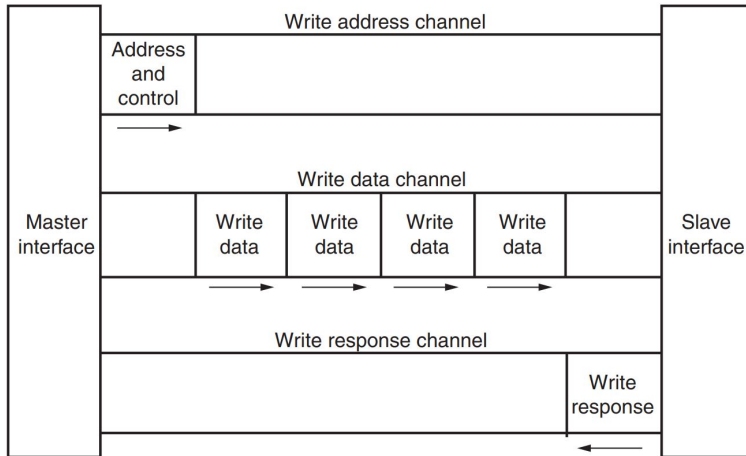 Write address channel
Address
and
control
Write data channel
Master
interface
Write
data
Write
data
Write
data
Write
data
Slave
interface
Write response channel
Write
response